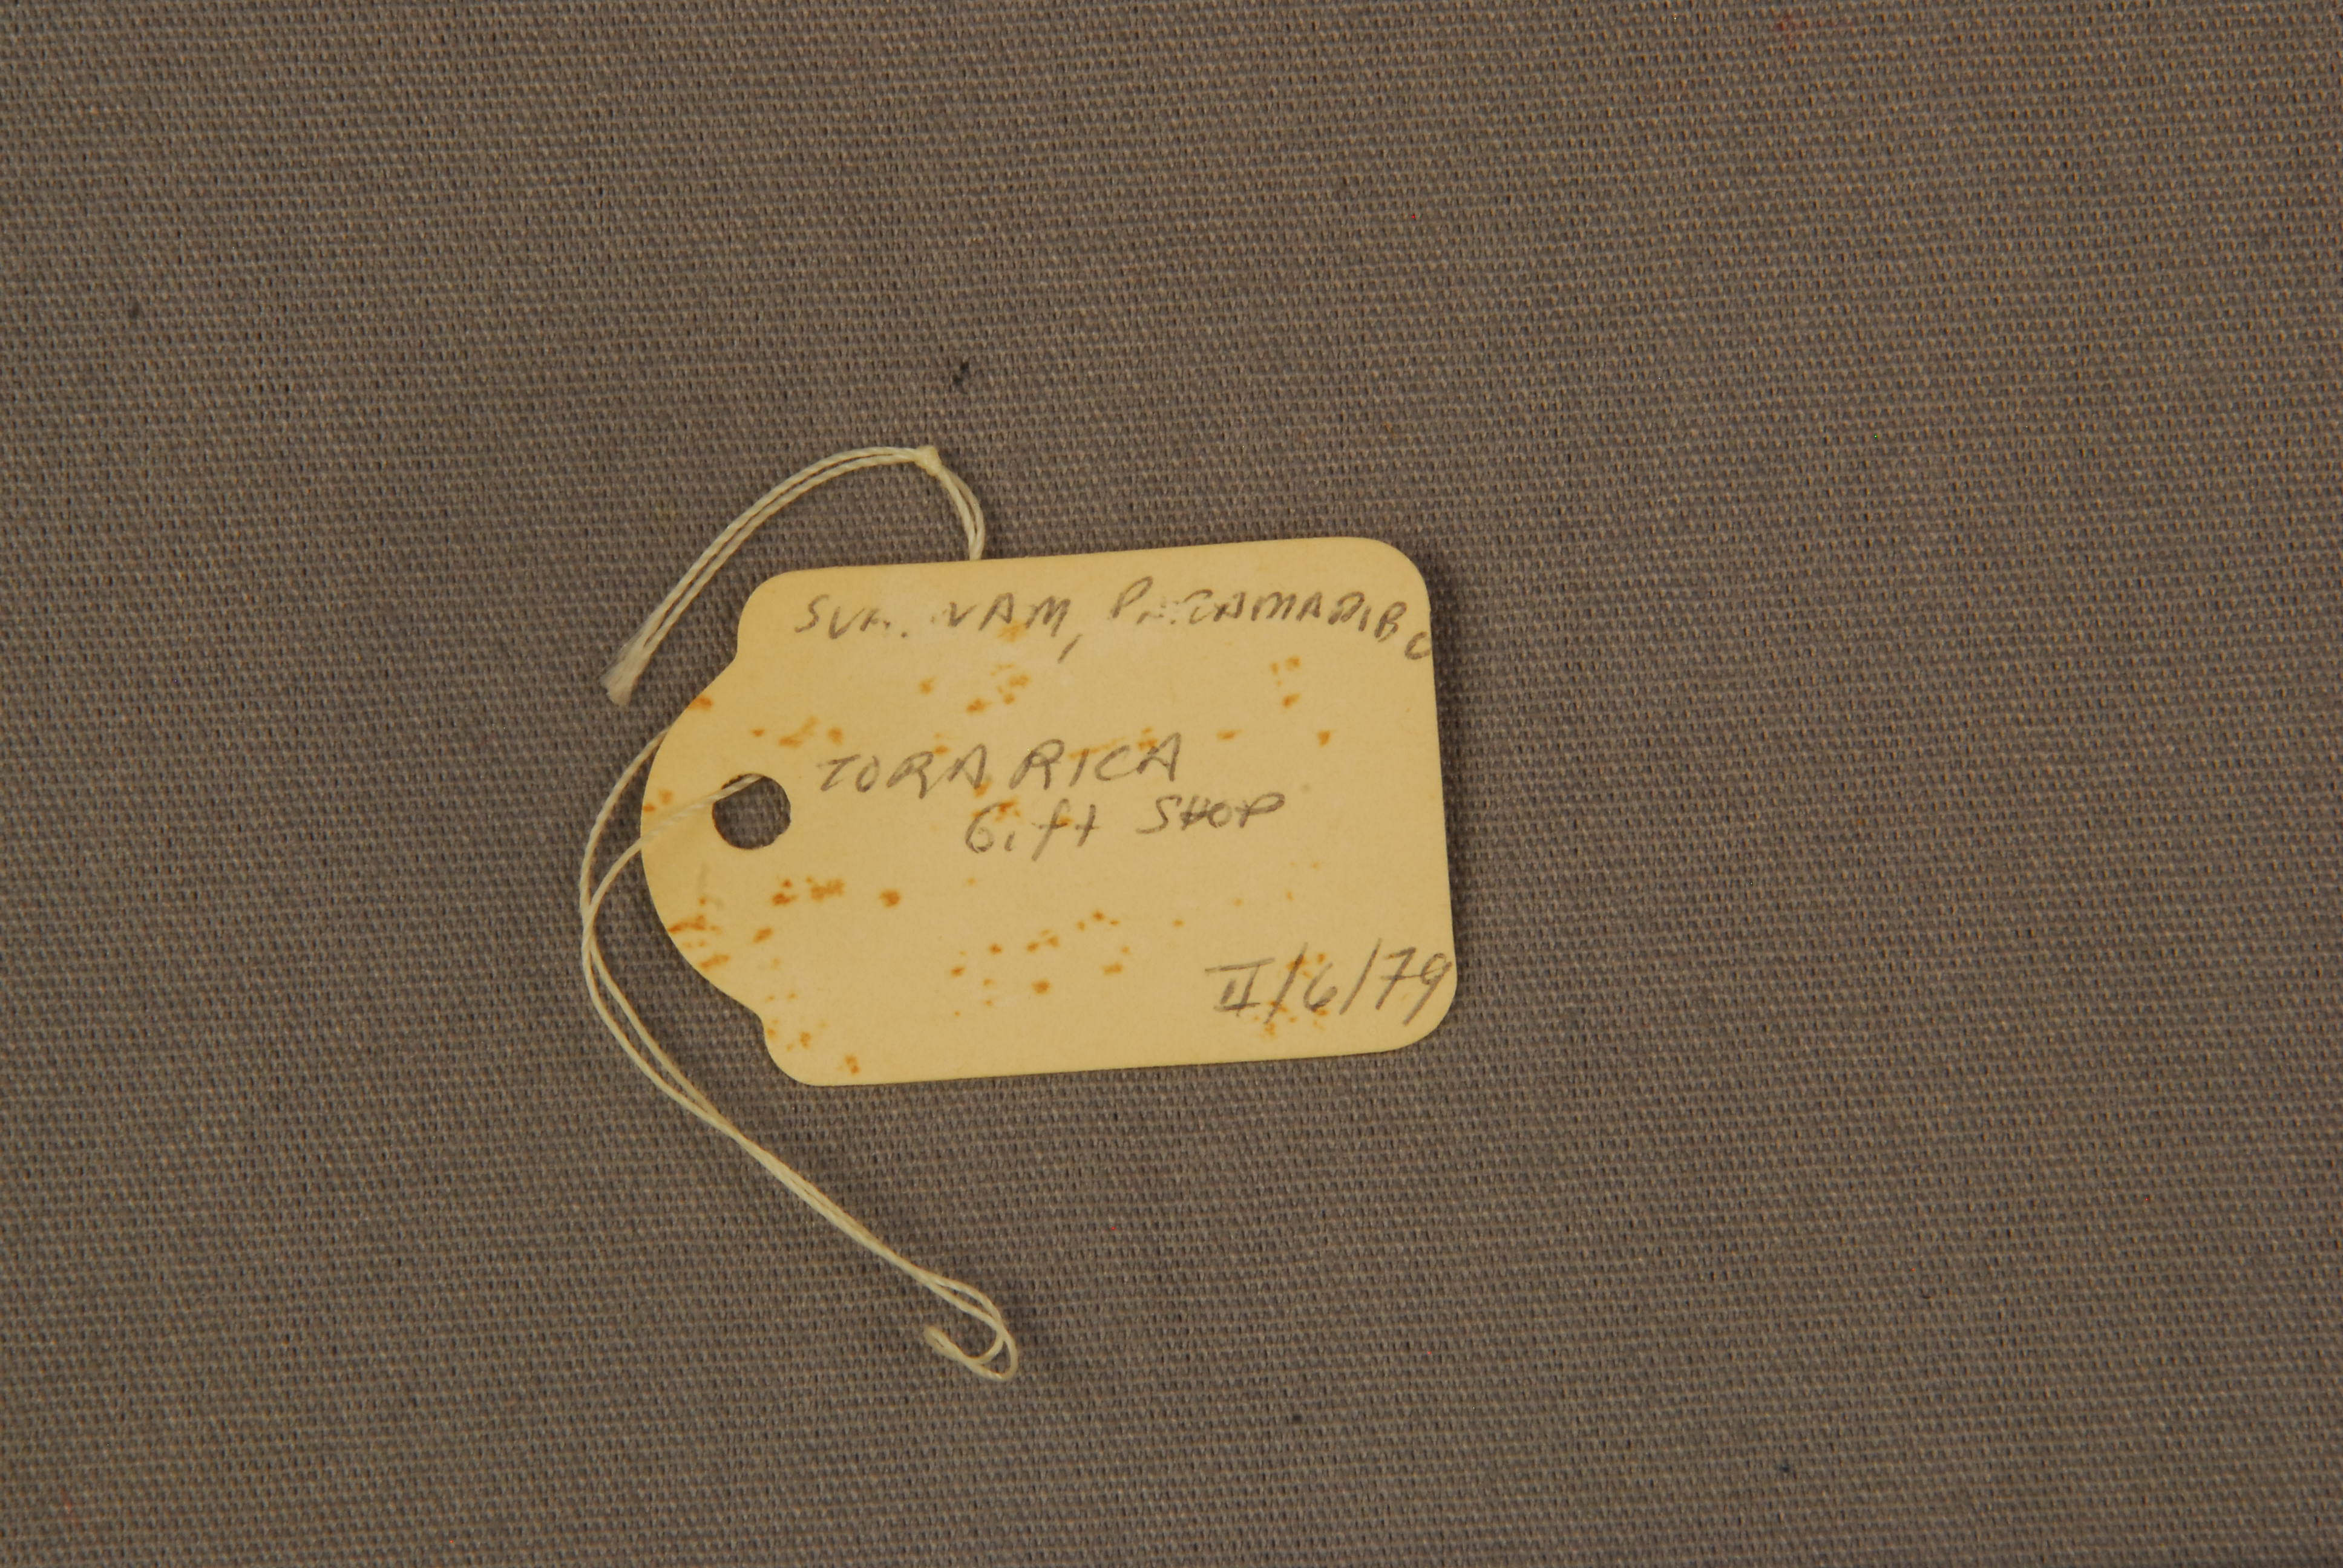 SURINAM, PARAMARIBO
TORARICA
Gift SHOP
II/6/79